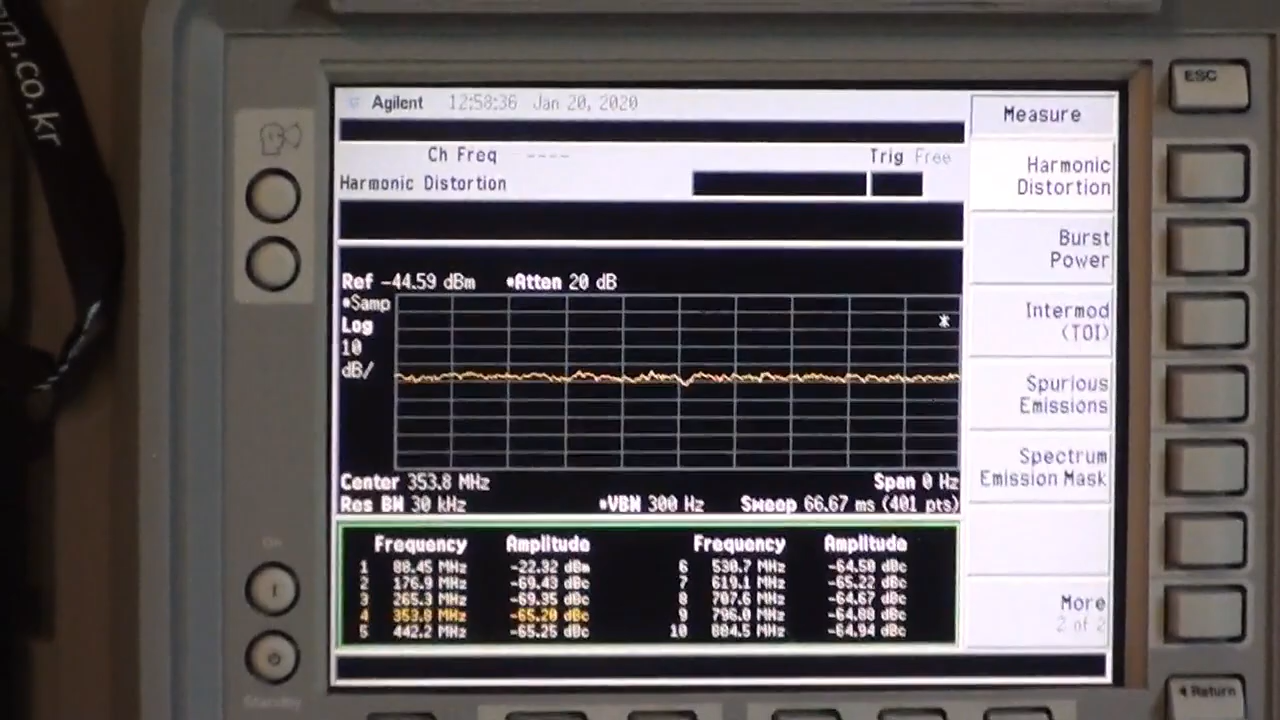 m.co.kr
ESC
Agilent 12:58:36 Jan 20, 2020
Measure
Ch Freq ---- Trig Free
Harmonic Distortion
Harmonic
Distortion
Burst
Power
Ref -44.59 dBm •Atten 20 dB
•Samp
Log
10
dB/
Intermod
(TOI)
Spurious
Emissions
Spectrum
Emission Mask
Center 353.8 MHz Span 0 Hz
Res BW 30 kHz •VBW 300 Hz Sweep 66.67 ms (401 pts)
Frequency Amplitude Frequency Amplitude
1 88.45 MHz -22.32 dBm 6 530.7 MHz -64.50 dBc
2 176.9 MHz -69.43 dBc 7 619.1 MHz -65.22 dBc
3 265.3 MHz -69.35 dBc 8 707.6 MHz -64.67 dBc
4 353.8 MHz -65.20 dBc 9 796.0 MHz -64.88 dBc
5 442.2 MHz -65.25 dBc 10 884.5 MHz -64.94 dBc
More
2 of 2
On
Standby
Return